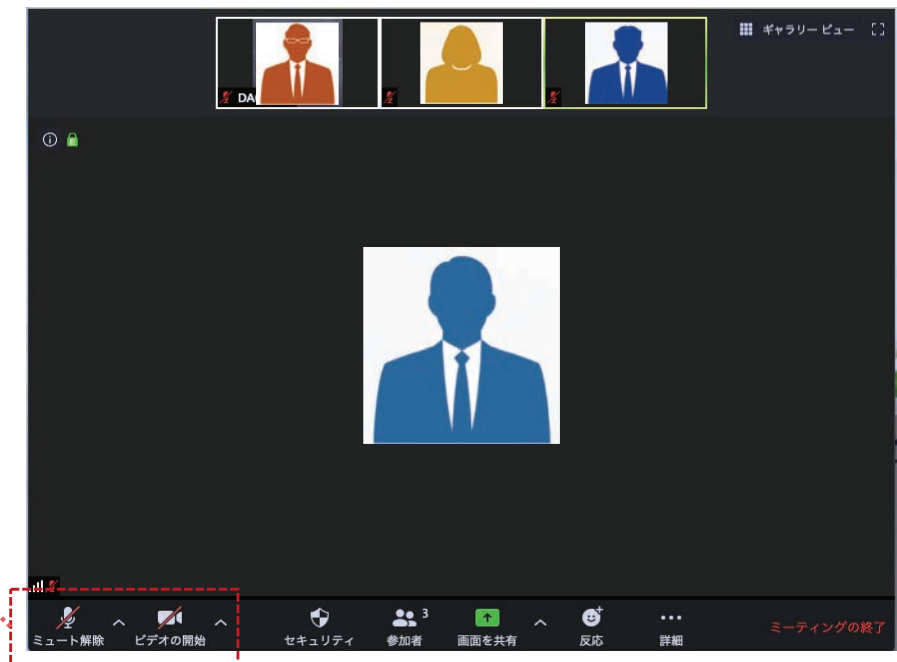 ギャラリー ビュー
DA
3
ミュート解除
ビデオの開始
セキュリティ
参加者
画面を共有
反応
詳細
ミーティングの終了